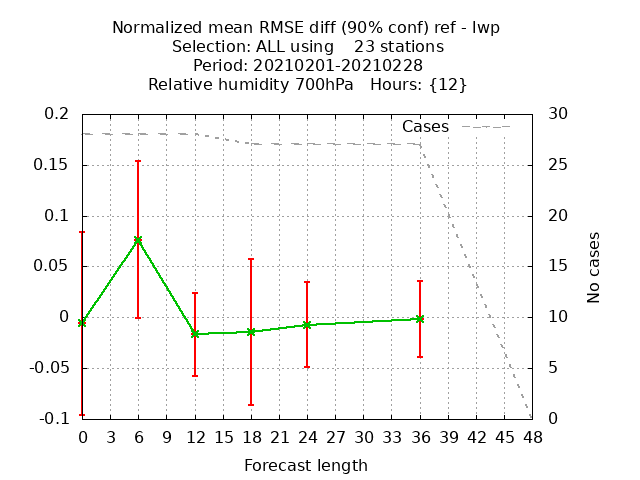 Normalized mean RMSE diff (90% conf) ref - lwp
Selection: ALL using    23 stations
Period: 20210201-20210228
Relative humidity 700hPa   Hours: {12}
Cases
0.2
0.15
0.1
0.05
0
-0.05
-0.1
30
25
20
15
10
5
0
No cases
0 3 6 9 12 15 18 21 24 27 30 33 36 39 42 45 48
Forecast length